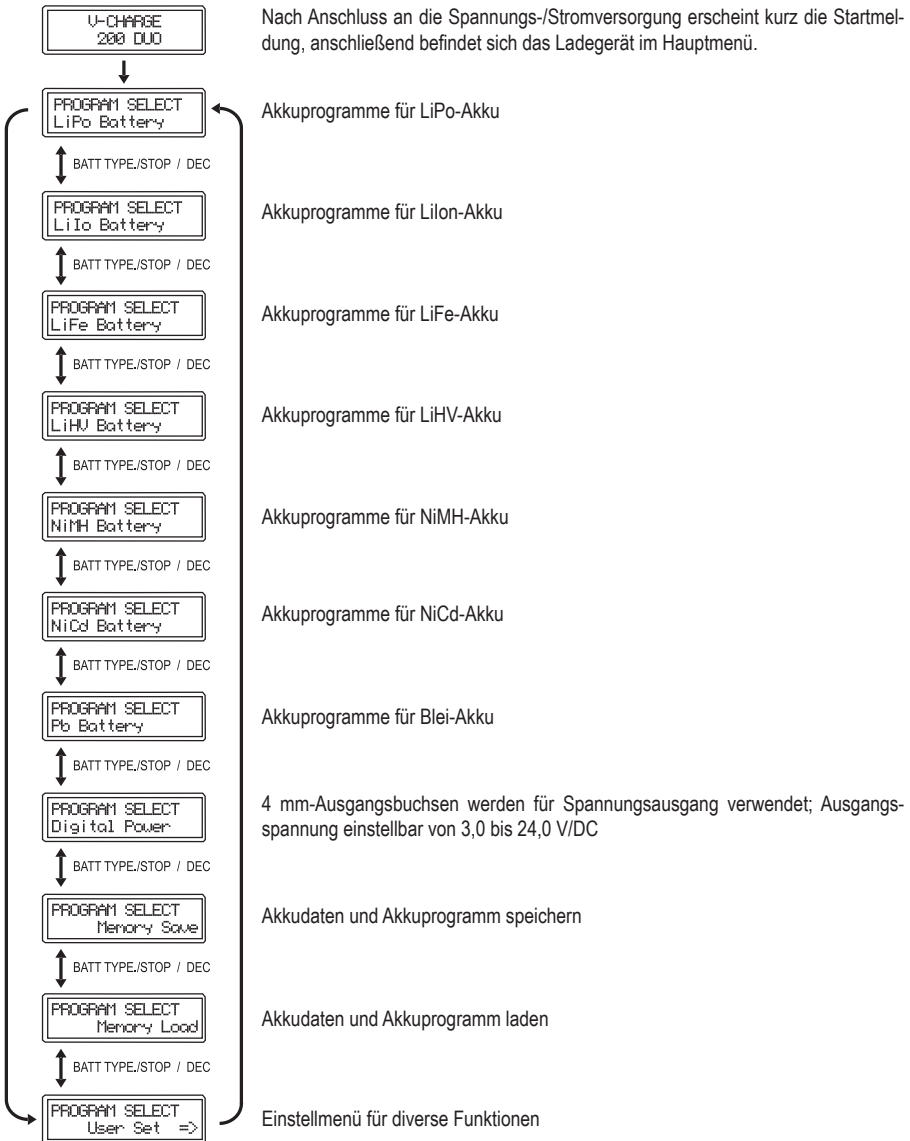 V-CHARGE
200 DUO
Nach Anschluss an die Spannungs-/Stromversorgung erscheint kurz die Startmel-
dung, anschließend befindet sich das Ladegerät im Hauptmenü.
PROGRAM SELECT
LiPo Battery
Akkuprogramme für LiPo-Akku
BATT TYPE./STOP / DEC
PROGRAM SELECT
LiIo Battery
Akkuprogramme für LiIon-Akku
BATT TYPE./STOP / DEC
PROGRAM SELECT
LiFe Battery
Akkuprogramme für LiFe-Akku
BATT TYPE./STOP / DEC
PROGRAM SELECT
LiHV Battery
Akkuprogramme für LiHV-Akku
BATT TYPE./STOP / DEC
PROGRAM SELECT
NiMH Battery
Akkuprogramme für NiMH-Akku
BATT TYPE./STOP / DEC
PROGRAM SELECT
NiCd Battery
Akkuprogramme für NiCd-Akku
BATT TYPE./STOP / DEC
PROGRAM SELECT
Pb Battery
Akkuprogramme für Blei-Akku
BATT TYPE./STOP / DEC
PROGRAM SELECT
Digital Power
4 mm-Ausgangsbuchsen werden für Spannungsausgang verwendet; Ausgangs-
spannung einstellbar von 3,0 bis 24,0 V/DC
BATT TYPE./STOP / DEC
PROGRAM SELECT
Memory Save
Akkudaten und Akkuprogramm speichern
BATT TYPE./STOP / DEC
PROGRAM SELECT
Memory Load
Akkudaten und Akkuprogramm laden
BATT TYPE./STOP / DEC
PROGRAM SELECT
User Set =>
Einstellmenü für diverse Funktionen